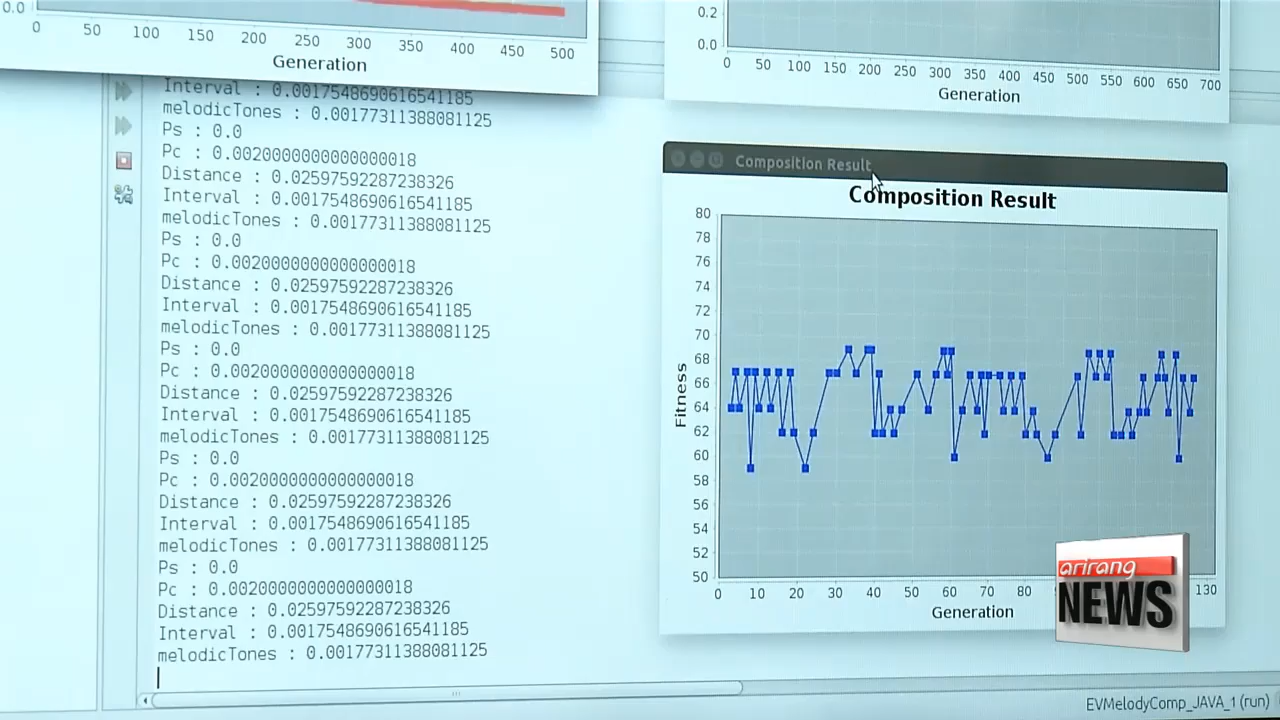 0.0
0 50 100 150 200 250 300 350 400 450 500
Generation
0.2
0.0
0 50 100 150 200 250 300 350 400 450 500 550 600 650 700
Generation
Interval : 0.0017548690616541185
melodicTones : 0.00177311388081125
Ps : 0.0
Pc : 0.0020000000000000018
Distance : 0.02597592287238326
Interval : 0.0017548690616541185
melodicTones : 0.00177311388081125
Ps : 0.0
Pc : 0.0020000000000000018
Distance : 0.02597592287238326
Interval : 0.0017548690616541185
melodicTones : 0.00177311388081125
Ps : 0.0
Pc : 0.0020000000000000018
Distance : 0.02597592287238326
Interval : 0.0017548690616541185
melodicTones : 0.00177311388081125
Ps : 0.0
Pc : 0.0020000000000000018
Distance : 0.02597592287238326
Interval : 0.0017548690616541185
melodicTones : 0.00177311388081125
Ps : 0.0
Pc : 0.0020000000000000018
Distance : 0.02597592287238326
Interval : 0.0017548690616541185
melodicTones : 0.00177311388081125
Composition Result
Composition Result
80
78
76
74
72
70
68
66
64
62
60
58
56
54
52
50
Fitness
0 10 20 30 40 50 60 70 80 130
Generation
arirang
NEWS
EVMelodyComp_JAVA_1 (run)